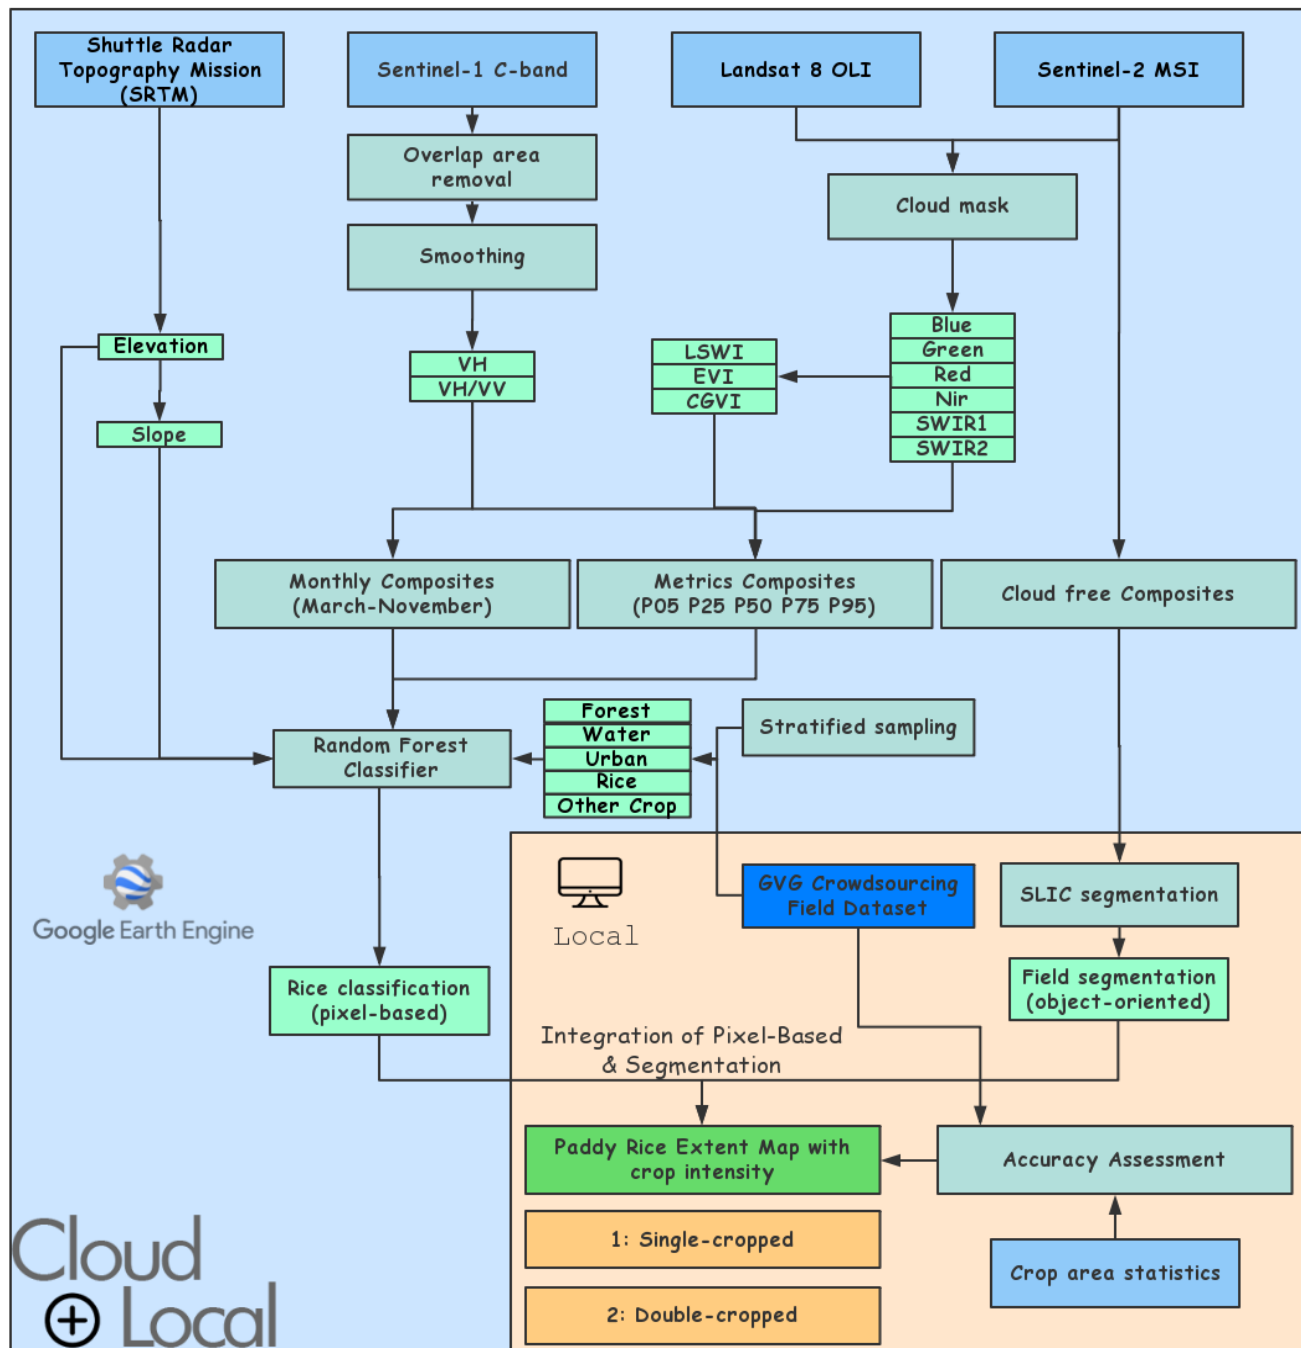 Shuttle Radar
Topography Mission
(SRTM)
Sentinel-1 C-band
Landsat 8 OLI
Sentinel-2 MSI
Overlap area
removal
Cloud mask
Smoothing
Elevation
Slope
VH
VH/VV
LSWI
EVI
CGVI
Blue
Green
Red
Nir
SWIR1
SWIR2
Monthly Composites
(March-November)
Metrics Composites
(P05 P25 P50 P75 P95)
Cloud free Composites
Random Forest
Classifier
Forest
Water
Urban
Rice
Other Crop
Stratified sampling
Google Earth Engine
Local
GVG Crowdsourcing
Field Dataset
SLIC segmentation
Rice classification
(pixel-based)
Field segmentation
(object-oriented)
Integration of Pixel-Based
& Segmentation
Paddy Rice Extent Map with
crop intensity
Accuracy Assessment
1: Single-cropped
Crop area statistics
2: Double-cropped
Cloud
+ Local